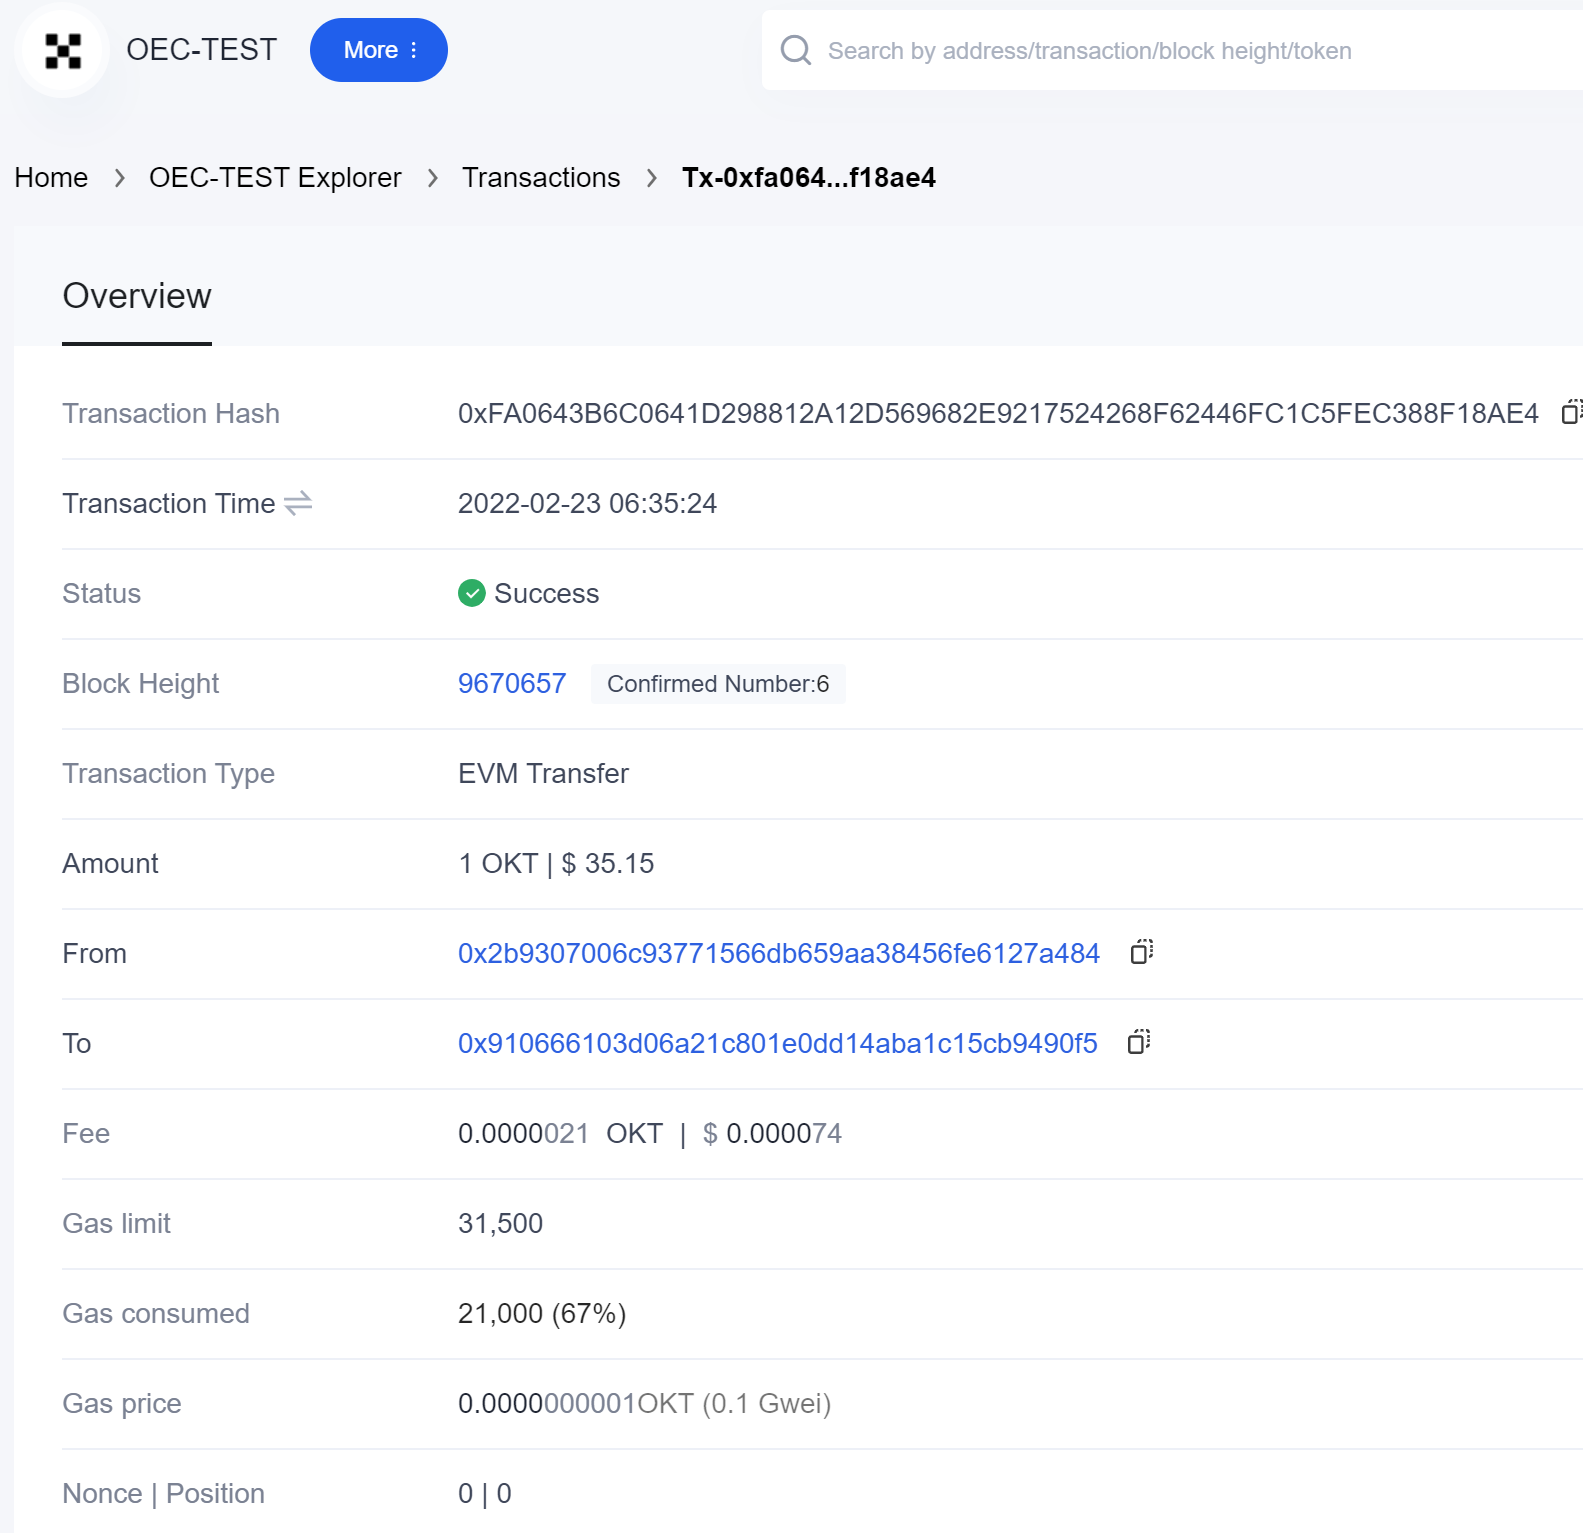 OEC-TEST More Search by address/transaction/block height/token
Home > OEC-TEST Explorer > Transactions > Tx-0xfa064...f18ae4
Overview
Transaction Hash 0xFA0643B6C0641D298812A12D569682E9217524268F62446FC1C5FEC388F18AE4
Transaction Time 2022-02-23 06:35:24
Status Success
Block Height 9670657 Confirmed Number:6
Transaction Type EVM Transfer
Amount 1 OKT | $ 35.15
From 0x2b9307006c93771566db659aa38456fe6127a484
To 0x910666103d06a21c801e0dd14aba1c15cb9490f5
Fee 0.0000021 OKT | $ 0.000074
Gas limit 31,500
Gas consumed 21,000 (67%)
Gas price 0.0000000001OKT (0.1 Gwei)
Nonce | Position 0 | 0